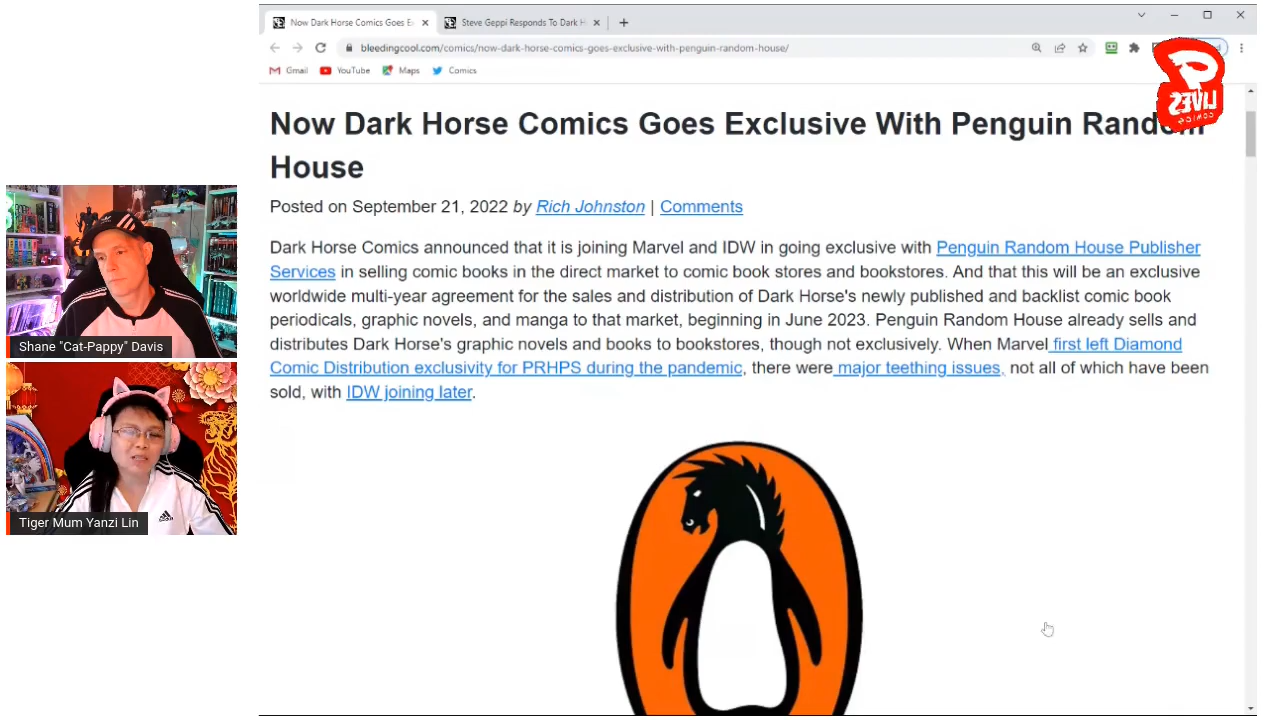 Now Dark Horse Comics Goes E
Steve Geppi Responds To Dark H
bleedingcool.com/comics/now-dark-horse-comics-goes-exclusive-with-penguin-random-house/
Gmail
YouTube
Maps
Comics
LIVES
COMICS
Now Dark Horse Comics Goes Exclusive With Penguin Random
House
Posted on September 21, 2022 by Rich Johnston | Comments
Dark Horse Comics announced that it is joining Marvel and IDW in going exclusive with Penguin Random House Publisher
Services in selling comic books in the direct market to comic book stores and bookstores. And that this will be an exclusive
worldwide multi-year agreement for the sales and distribution of Dark Horse's newly published and backlist comic book
periodicals, graphic novels, and manga to that market, beginning in June 2023. Penguin Random House already sells and
distributes Dark Horse's graphic novels and books to bookstores, though not exclusively. When Marvel first left Diamond
Comic Distribution exclusivity for PRHPS during the pandemic, there were major teething issues, not all of which have been
sold, with IDW joining later.
Shane "Cat-Pappy" Davis
Tiger Mum Yanzi Lin